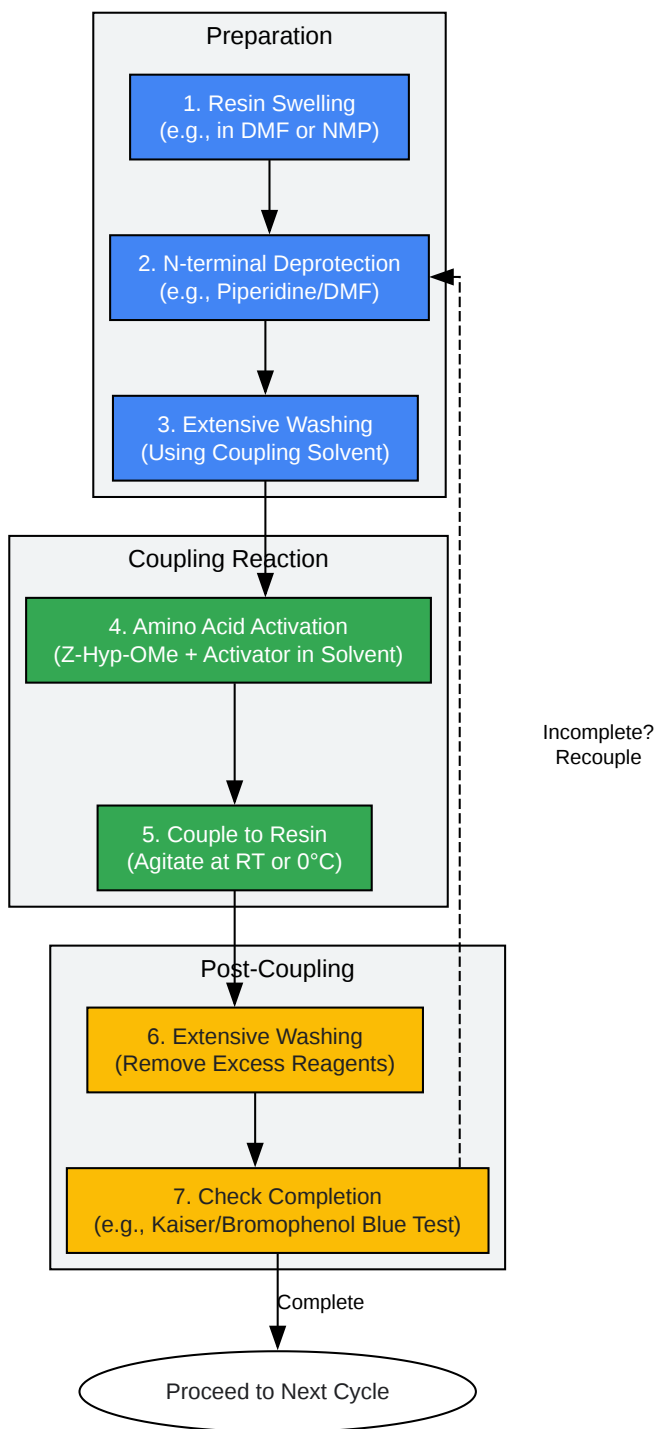 Preparation
1. Resin Swelling
(e.g., in DMF or NMP)
2. N-terminal Deprotection
(e.g., Piperidine/DMF)
3. Extensive Washing
(Using Coupling Solvent)
Coupling Reaction
4. Amino Acid Activation
(Z-Hyp-OMe + Activator in Solvent)
Incomplete?
Recouple
5. Couple to Resin
(Agitate at RT or 0°C)
Post-Coupling
6. Extensive Washing
(Remove Excess Reagents)
7. Check Completion
(e.g., Kaiser/Bromophenol Blue Test)
Complete
Proceed to Next Cycle